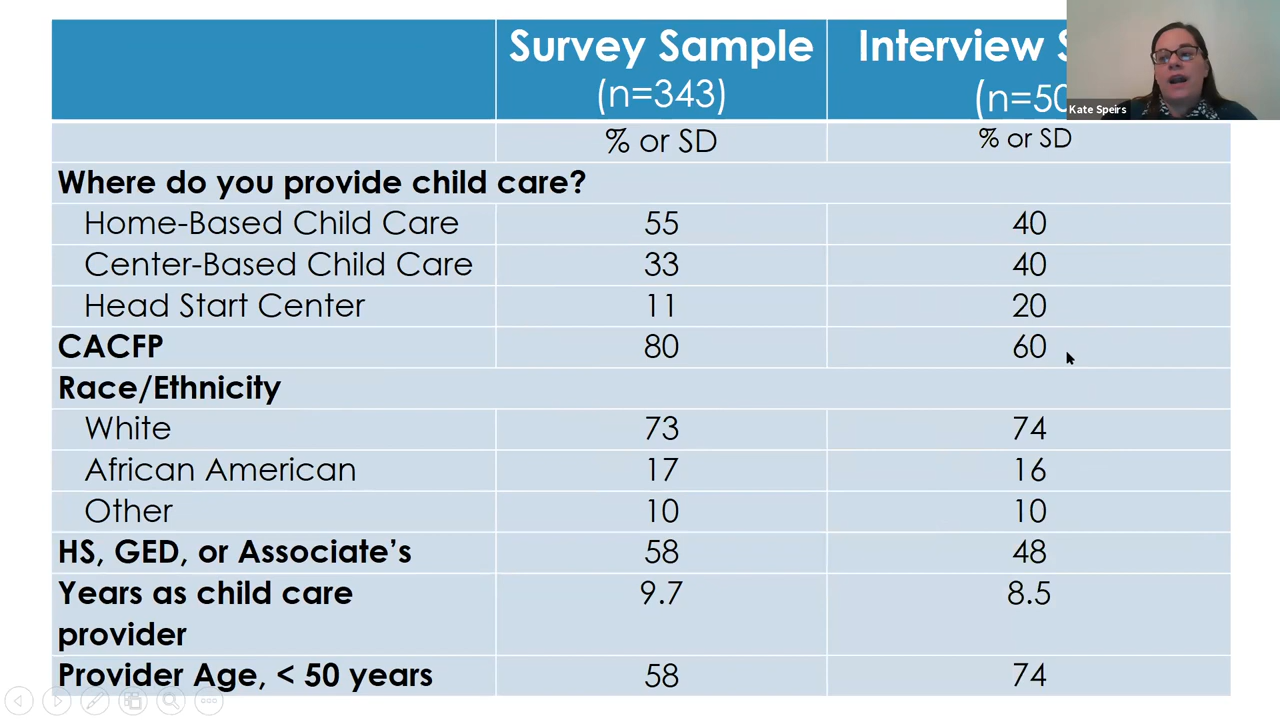 Survey Sample
(n=343)
Interview
(n=50
Kate Speirs
% or SD
% or SD
Where do you provide child care?
Home-Based Child Care 55 40
Center-Based Child Care 33 40
Head Start Center 11 20
CACFP 80 60
Race/Ethnicity
White 73 74
African American 17 16
Other 10 10
HS, GED, or Associate’s 58 48
Years as child care 9.7 8.5
provider
Provider Age, < 50 years 58 74